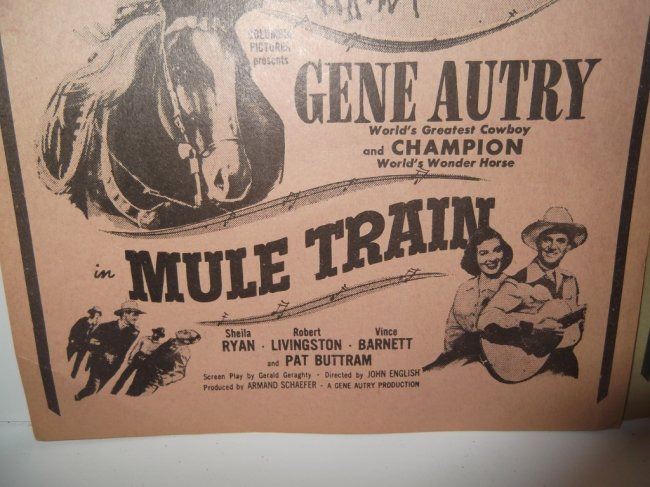 COLUMBIA
PICTURES
presents
GENE AUTRY
World's Greatest Cowboy
and CHAMPION
World's Wonder Horse
in MULE TRAIN
Sheila RYAN · Robert LIVINGSTON · Vince BARNETT
and PAT BUTTRAM
Screen Play by Gerald Geraghty - Directed by JOHN ENGLISH
Produced by ARMAND SCHAEFER - A GENE AUTRY PRODUCTION